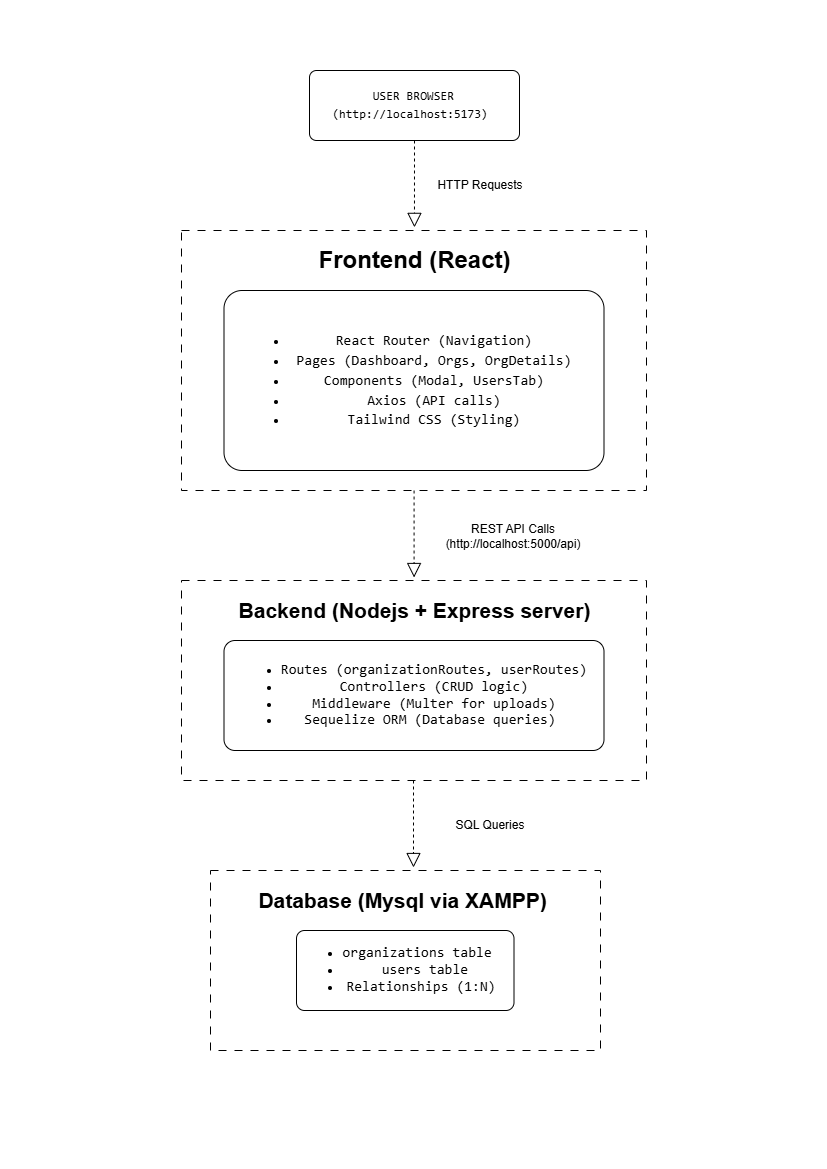 USER BROWSER
(http://localhost:5173)
HTTP Requests
Frontend (React)
• React Router (Navigation)
• Pages (Dashboard, Orgs, OrgDetails)
• Components (Modal, UsersTab)
• Axios (API calls)
• Tailwind CSS (Styling)
REST API Calls
(http://localhost:5000/api)
Backend (Nodejs + Express server)
• Routes (organizationRoutes, userRoutes)
• Controllers (CRUD logic)
• Middleware (Multer for uploads)
• Sequelize ORM (Database queries)
SQL Queries
Database (Mysql via XAMPP)
• organizations table
• users table
• Relationships (1:N)